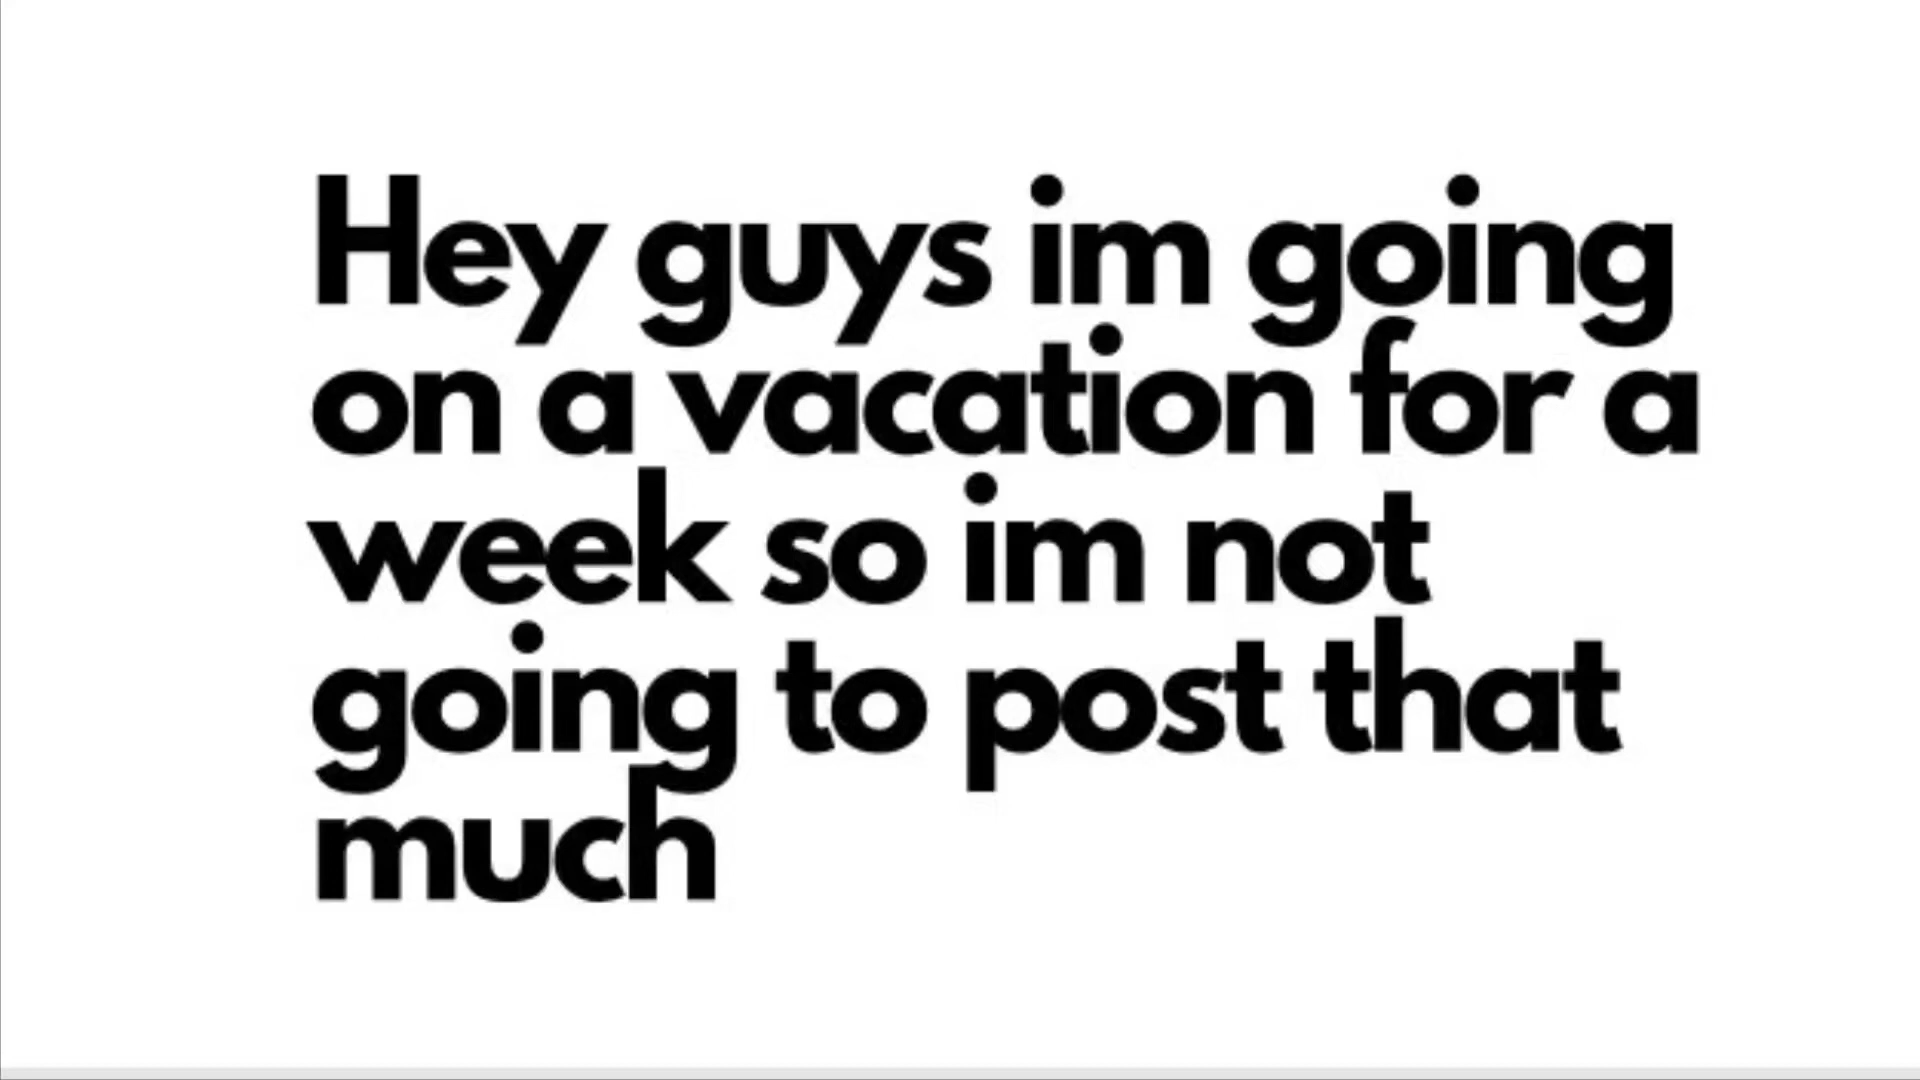 Hey guys im going
on a vacation for a
week so im not
going to post that
much